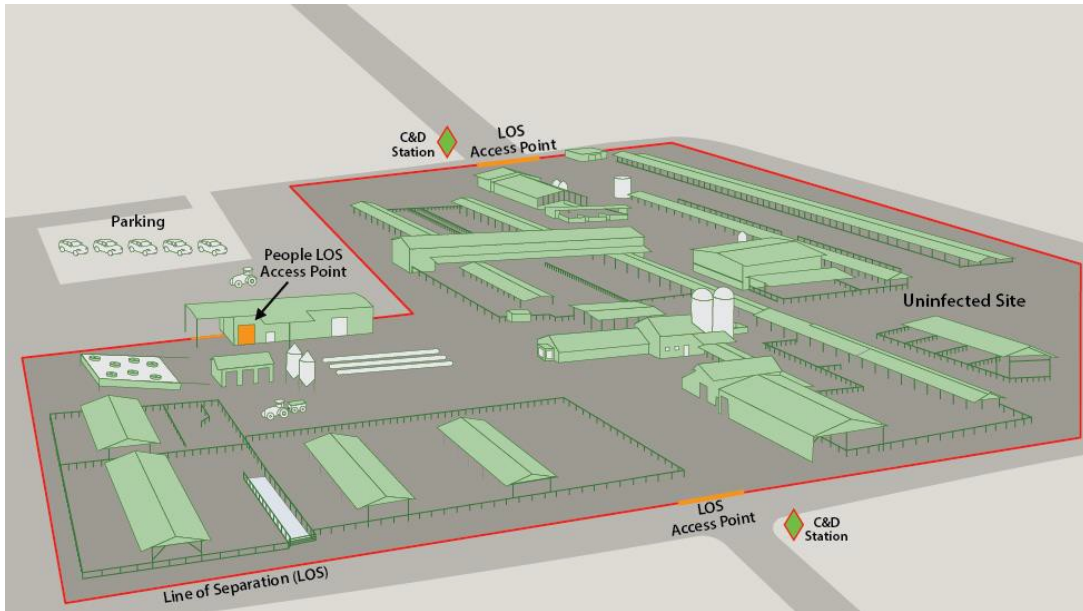 C&D
Station
LOS
Access Point
Parking
People LOS
Access Point
Uninfected Site
LOS
Access Point
C&D
Station
Line of Separation (LOS)